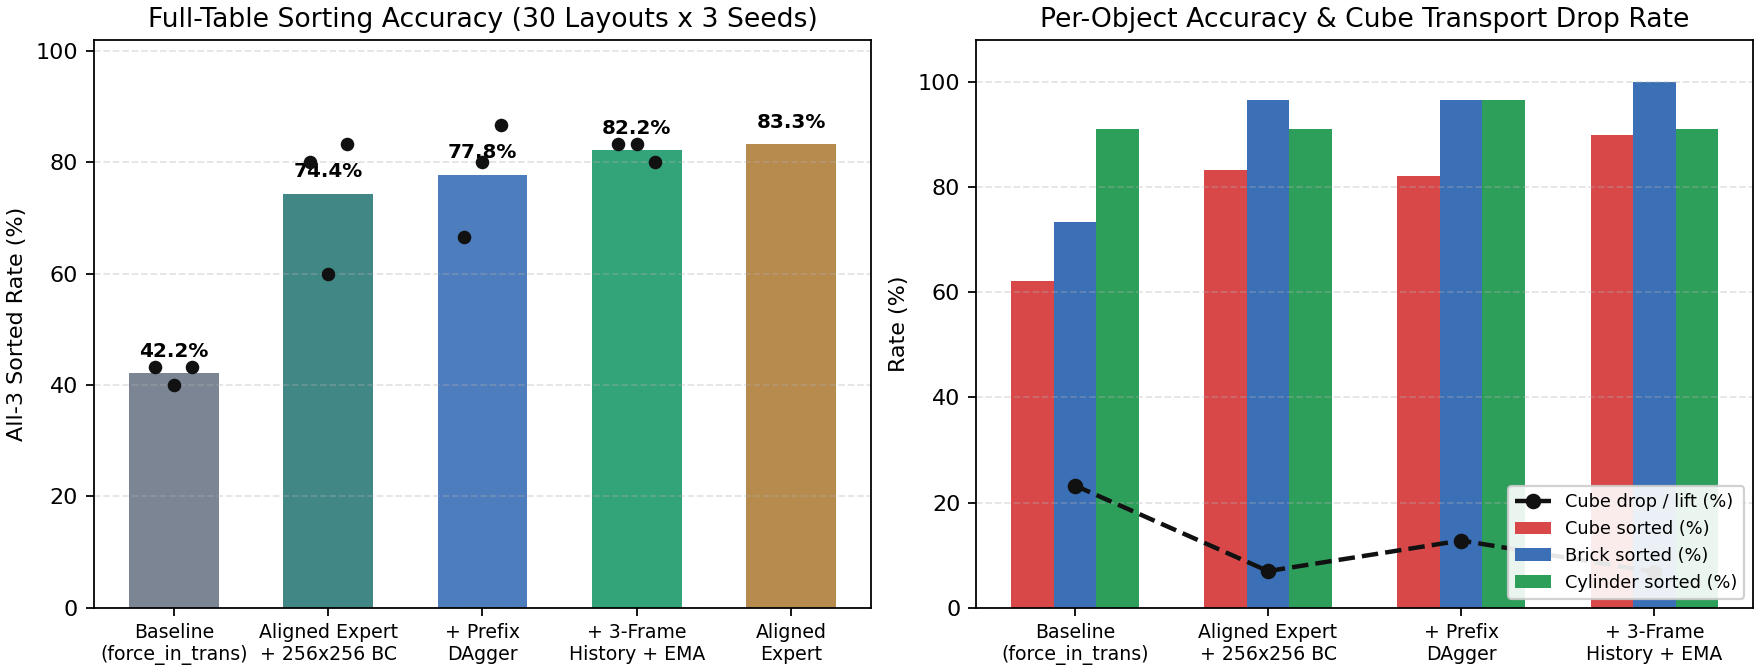 Full-Table Sorting Accuracy (30 Layouts x 3 Seeds)
All-3 Sorted Rate (%)
100
80
60
40
20
0
42.2%
74.4%
77.8%
82.2%
83.3%
Baseline
(force_in_trans)
Aligned Expert
+ 256x256 BC
+ Prefix
DAgger
+ 3-Frame
History + EMA
Aligned
Expert
Per-Object Accuracy & Cube Transport Drop Rate
Rate (%)
100
80
60
40
20
0
Cube drop / lift (%)
Cube sorted (%)
Brick sorted (%)
Cylinder sorted (%)
Baseline
(force_in_trans)
Aligned Expert
+ 256x256 BC
+ Prefix
DAgger
+ 3-Frame
History + EMA